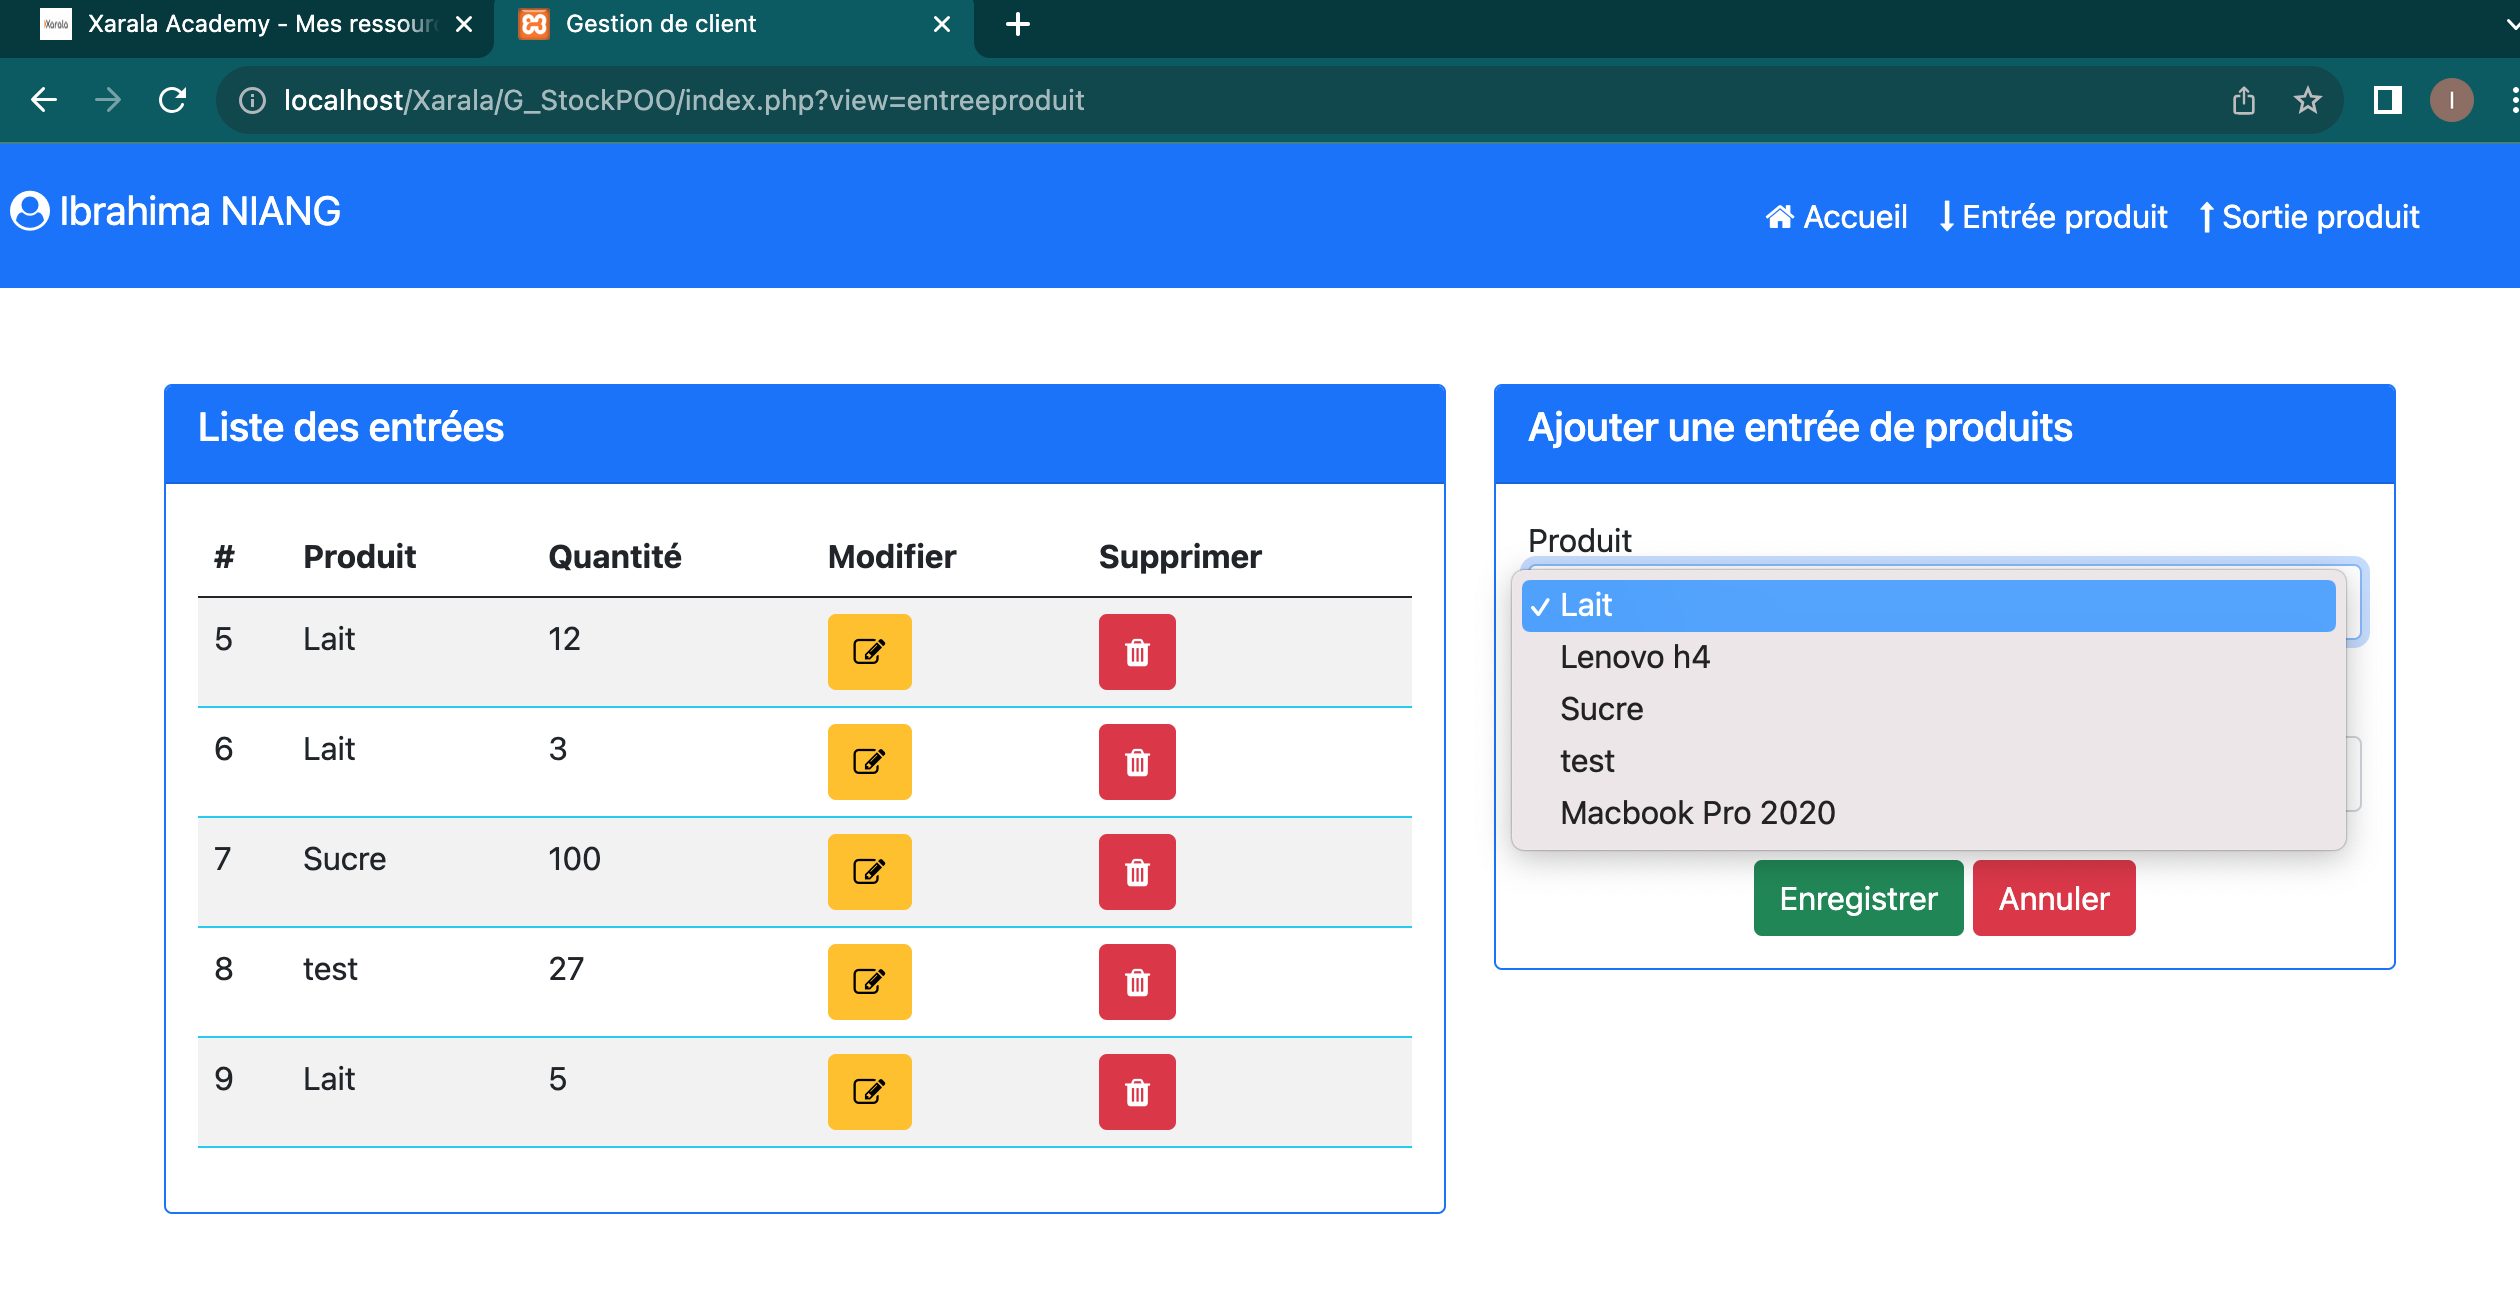 Xarala Academy - Mes ressour
Gestion de client
localhost/Xarala/G_StockPOO/index.php?view=entreeproduit
I
Ibrahima NIANG
Accueil
Entrée produit
Sortie produit
Liste des entrées
# Produit Quantité Modifier Supprimer
5 Lait 12
6 Lait 3
7 Sucre 100
8 test 27
9 Lait 5
Ajouter une entrée de produits
Produit
Lait
Lenovo h4
Sucre
test
Macbook Pro 2020
Enregistrer
Annuler